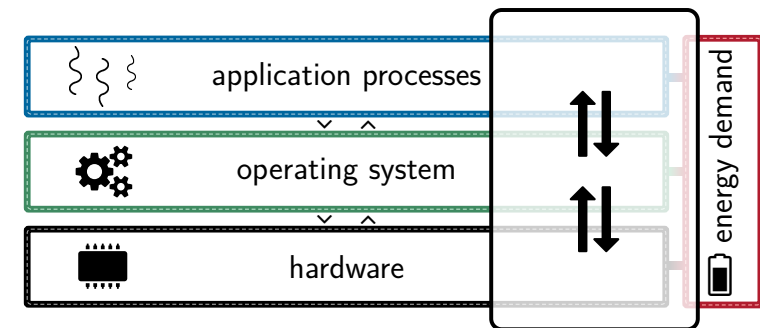 application processes
operating system
hardware
energy demand